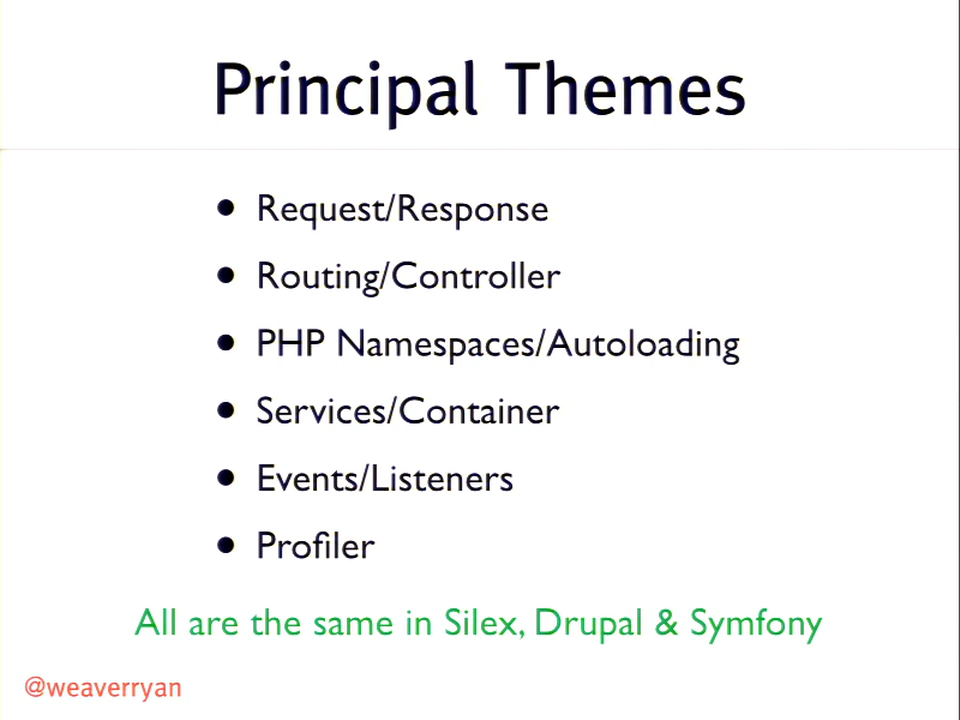 Principal Themes
• Request/Response
• Routing/Controller
• PHP Namespaces/Autoloading
• Services/Container
• Events/Listeners
• Profiler
All are the same in Silex, Drupal & Symfony
@weaverryan